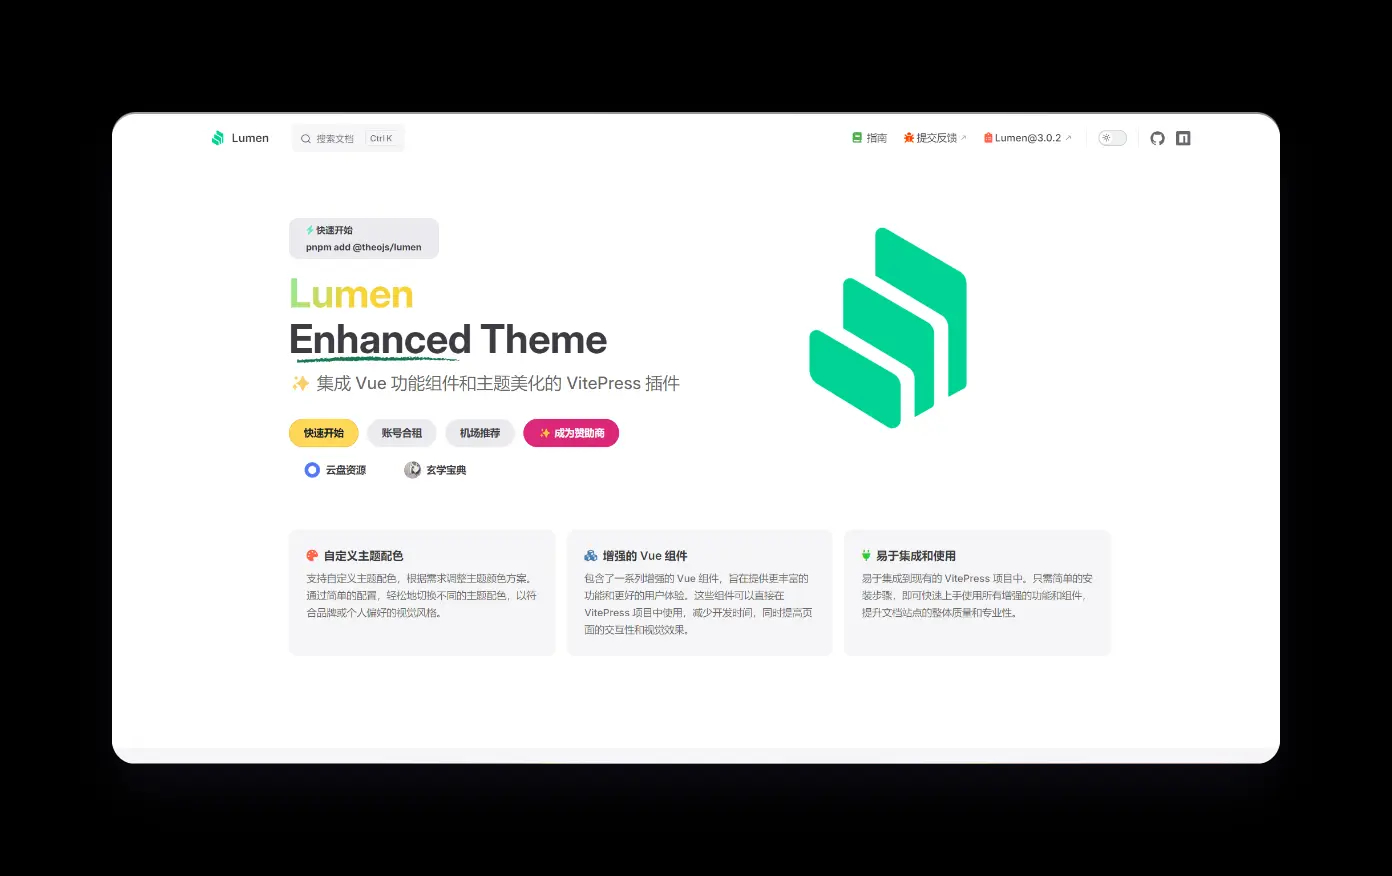 Lumen
搜索文档 Ctrl K
指南
提交反馈
Lumen@3.0.2
快速开始
pnpm add @theojs/lumen
Lumen
Enhanced Theme
✨ 集成 Vue 功能组件和主题美化的 VitePress 插件
快速开始
账号合租
机场推荐
✨ 成为赞助商
云盘资源
玄学宝典
自定义主题配色
支持自定义主题配色，根据需求调整主题颜色方案。
通过简单的配置，轻松地切换不同的主题配色，以符
合品牌或个人偏好的视觉风格。
增强的 Vue 组件
包含了一系列增强的 Vue 组件，旨在提供更丰富的
功能和更好的用户体验。这些组件可以直接在
VitePress 项目中使用，减少开发时间，同时提高页
面的交互性和视觉效果。
易于集成和使用
易于集成到现有的 VitePress 项目中。只需简单的安
装步骤，即可快速上手使用所有增强的功能和组件，
提升文档站点的整体质量和专业性。